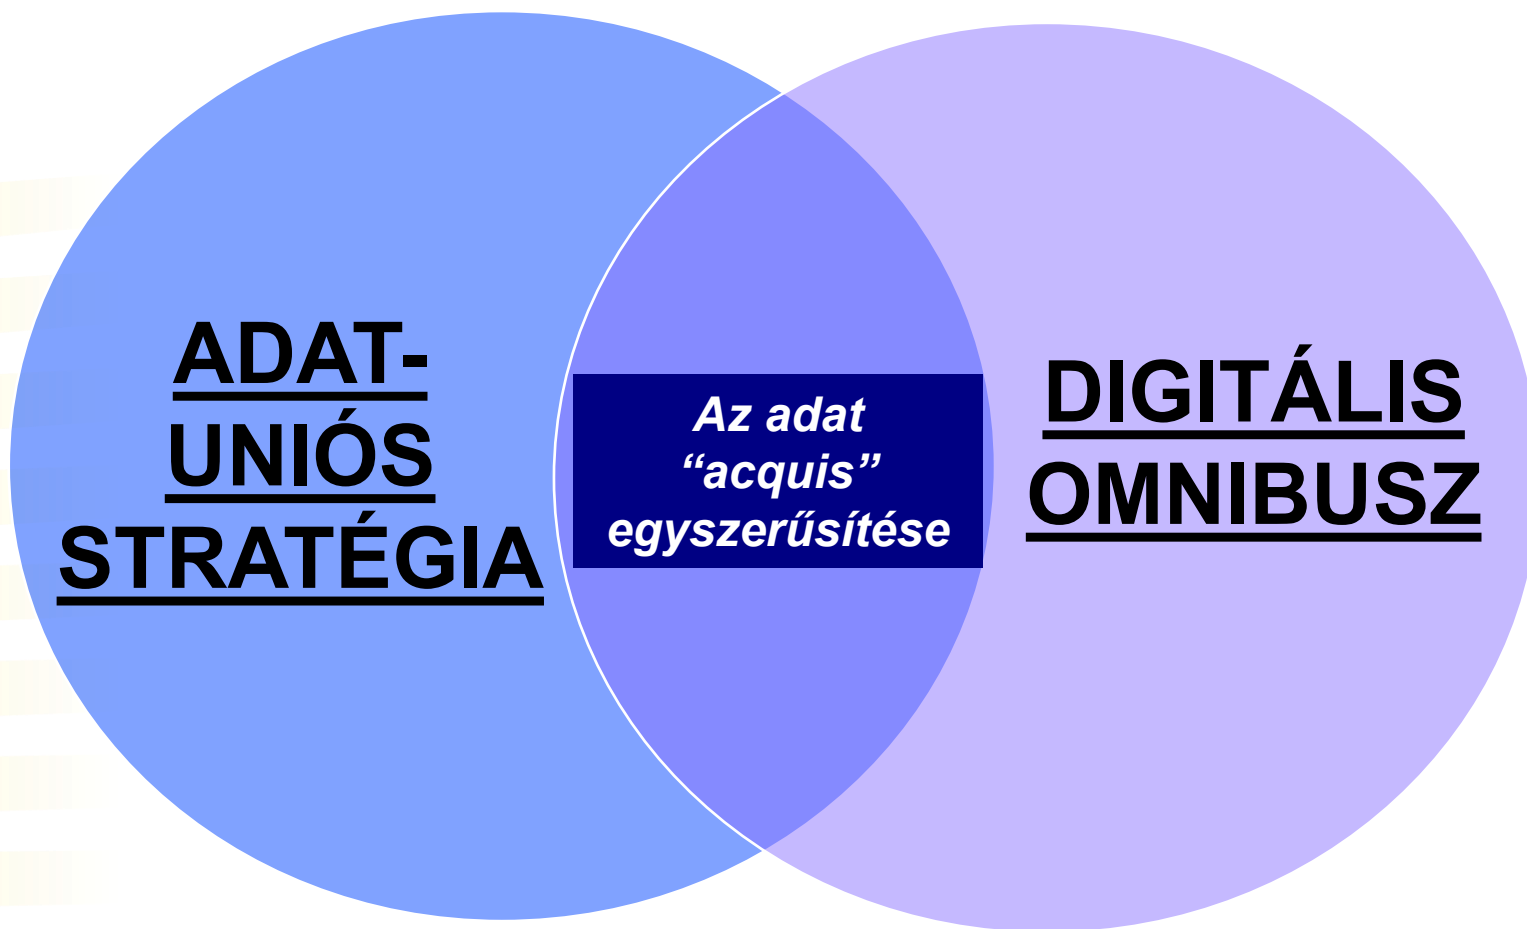 ADAT-
UNIÓS
STRATÉGIA
Az adat
“acquis”
egyszerűsítése
DIGITÁLIS
OMNIBUSZ